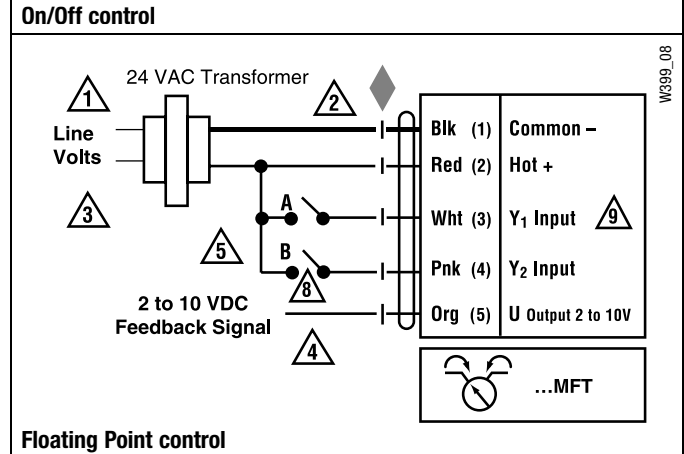 On/Off control
W399_08
24 VAC Transformer
1
2
Line
Volts
3
Blk (1) Common –
Red (2) Hot +
A
Wht (3) Y1 Input
9
5
B
Pnk (4) Y2 Input
8
2 to 10 VDC
Feedback Signal
Org (5) U Output 2 to 10V
4
...MFT
Floating Point control